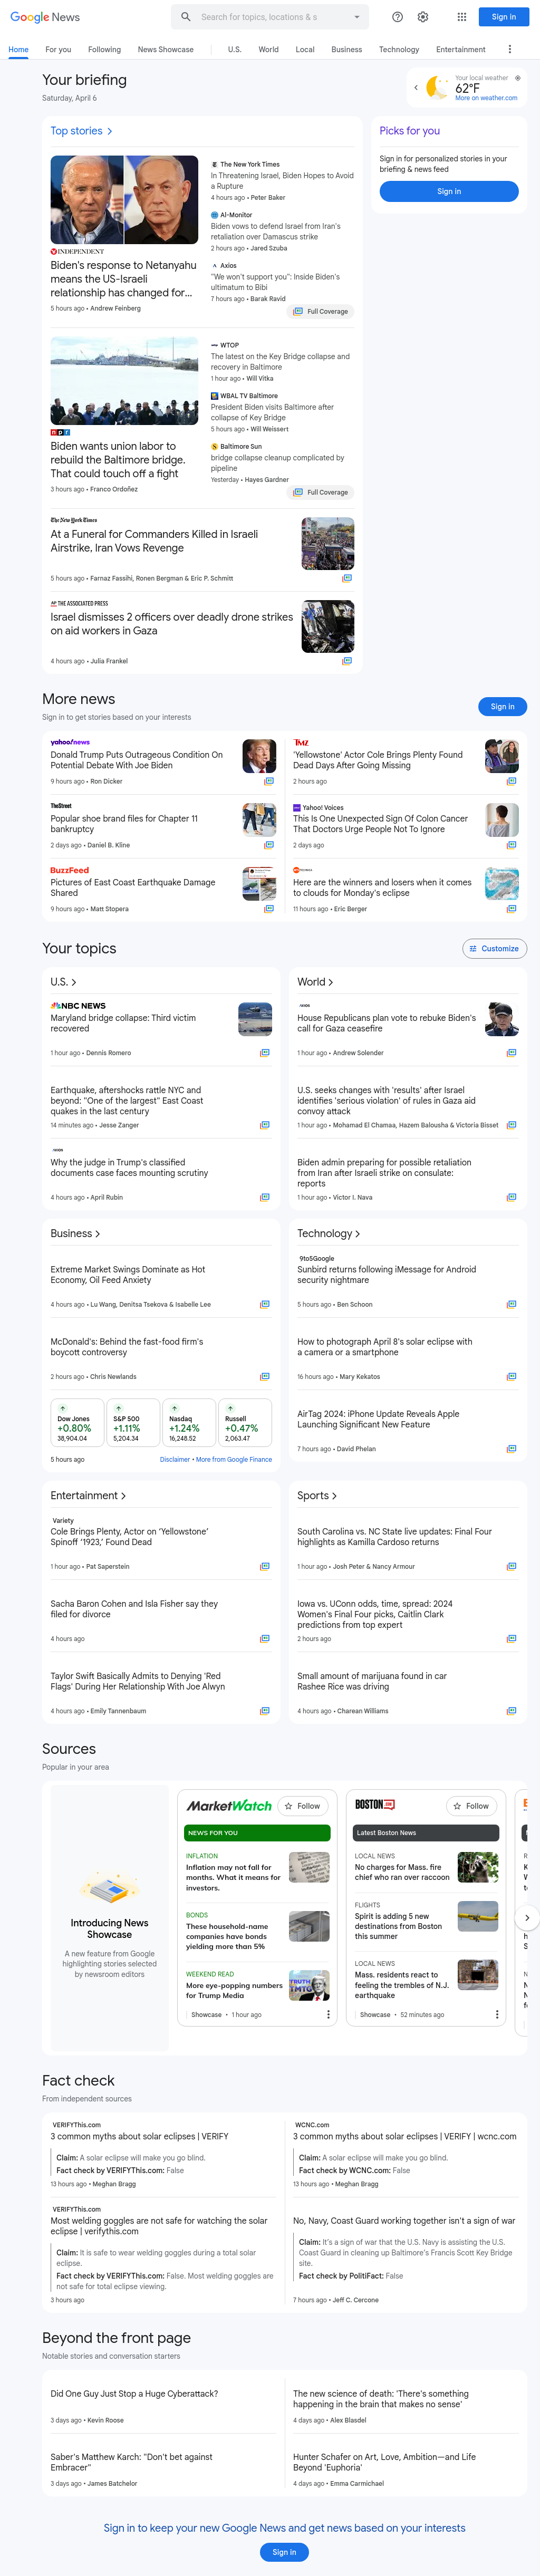 Google News
Search for topics, locations & s
Sign in
Home
For you
Following
News Showcase
U.S.
World
Local
Business
Technology
Entertainment
Your briefing
Saturday, April 6
Your local weather
62°F
More on weather.com
Top stories
INDEPENDENT
Biden's response to Netanyahu
means the US-Israeli
relationship has changed for...
5 hours ago • Andrew Feinberg
The New York Times
In Threatening Israel, Biden Hopes to Avoid
a Rupture
4 hours ago • Peter Baker
Al-Monitor
Biden vows to defend Israel from Iran's
retaliation over Damascus strike
2 hours ago • Jared Szuba
Axios
"We won't support you": Inside Biden's
ultimatum to Bibi
7 hours ago • Barak Ravid
Full Coverage
Picks for you
Sign in for personalized stories in your
briefing & news feed
Sign in
npr
Biden wants union labor to
rebuild the Baltimore bridge.
That could touch off a fight
3 hours ago • Franco Ordoñez
WTOP
The latest on the Key Bridge collapse and
recovery in Baltimore
1 hour ago • Will Vitka
WBAL TV Baltimore
President Biden visits Baltimore after
collapse of Key Bridge
5 hours ago • Will Weissert
Baltimore Sun
bridge collapse cleanup complicated by
pipeline
Yesterday • Hayes Gardner
Full Coverage
The New York Times
At a Funeral for Commanders Killed in Israeli
Airstrike, Iran Vows Revenge
5 hours ago • Farnaz Fassihi, Ronen Bergman & Eric P. Schmitt
AP THE ASSOCIATED PRESS
Israel dismisses 2 officers over deadly drone strikes
on aid workers in Gaza
4 hours ago • Julia Frankel
More news
Sign in to get stories based on your interests
Sign in
yahoo!news
Donald Trump Puts Outrageous Condition On
Potential Debate With Joe Biden
9 hours ago • Ron Dicker
TMZ
'Yellowstone' Actor Cole Brings Plenty Found
Dead Days After Going Missing
2 hours ago
TheStreet
Popular shoe brand files for Chapter 11
bankruptcy
2 days ago • Daniel B. Kline
Yahoo! Voices
This Is One Unexpected Sign Of Colon Cancer
That Doctors Urge People Not To Ignore
2 days ago
BuzzFeed
Pictures of East Coast Earthquake Damage
Shared
9 hours ago • Matt Stopera
Here are the winners and losers when it comes
to clouds for Monday's eclipse
11 hours ago • Eric Berger
Your topics
Customize
U.S.
NBC NEWS
Maryland bridge collapse: Third victim
recovered
1 hour ago • Dennis Romero
Earthquake, aftershocks rattle NYC and
beyond: "One of the largest" East Coast
quakes in the last century
14 minutes ago • Jesse Zanger
AXIOS
Why the judge in Trump's classified
documents case faces mounting scrutiny
4 hours ago • April Rubin
World
AXIOS
House Republicans plan vote to rebuke Biden's
call for Gaza ceasefire
1 hour ago • Andrew Solender
U.S. seeks changes with 'results' after Israel
identifies 'serious violation' of rules in Gaza aid
convoy attack
1 hour ago • Mohamad El Chamaa, Hazem Balousha & Victoria Bisset
Biden admin preparing for possible retaliation
from Iran after Israeli strike on consulate:
reports
1 hour ago • Victor I. Nava
Business
Extreme Market Swings Dominate as Hot
Economy, Oil Feed Anxiety
4 hours ago • Lu Wang, Denitsa Tsekova & Isabelle Lee
McDonald's: Behind the fast-food firm's
boycott controversy
2 hours ago • Chris Newlands
Dow Jones
+0.80%
38,904.04
S&P 500
+1.11%
5,204.34
Nasdaq
+1.24%
16,248.52
Russell
+0.47%
2,063.47
5 hours ago
Disclaimer • More from Google Finance
Technology
9to5Google
Sunbird returns following iMessage for Android
security nightmare
5 hours ago • Ben Schoon
How to photograph April 8's solar eclipse with
a camera or a smartphone
16 hours ago • Mary Kekatos
AirTag 2024: iPhone Update Reveals Apple
Launching Significant New Feature
7 hours ago • David Phelan
Entertainment
Variety
Cole Brings Plenty, Actor on 'Yellowstone'
Spinoff '1923,' Found Dead
1 hour ago • Pat Saperstein
Sacha Baron Cohen and Isla Fisher say they
filed for divorce
4 hours ago
Taylor Swift Basically Admits to Denying 'Red
Flags' During Her Relationship With Joe Alwyn
4 hours ago • Emily Tannenbaum
Sports
South Carolina vs. NC State live updates: Final Four
highlights as Kamilla Cardoso returns
1 hour ago • Josh Peter & Nancy Armour
Iowa vs. UConn odds, time, spread: 2024
Women's Final Four picks, Caitlin Clark
predictions from top expert
2 hours ago
Small amount of marijuana found in car
Rashee Rice was driving
4 hours ago • Charean Williams
Sources
Popular in your area
Introducing News
Showcase
A new feature from Google
highlighting stories selected
by newsroom editors
MarketWatch
Follow
NEWS FOR YOU
INFLATION
Inflation may not fall for
months. What it means for
investors.
BONDS
These household-name
companies have bonds
yielding more than 5%
WEEKEND READ
More eye-popping numbers
for Trump Media
TRUTH
Showcase • 1 hour ago
BOSTON
Follow
Latest Boston News
LOCAL NEWS
No charges for Mass. fire
chief who ran over raccoon
FLIGHTS
Spirit is adding 5 new
destinations from Boston
this summer
LOCAL NEWS
Mass. residents react to
feeling the trembles of N.J.
earthquake
Showcase • 52 minutes ago
Fact check
From independent sources
VERIFYThis.com
3 common myths about solar eclipses | VERIFY
Claim: A solar eclipse will make you go blind.
Fact check by VERIFYThis.com: False
13 hours ago • Meghan Bragg
WCNC.com
3 common myths about solar eclipses | VERIFY | wcnc.com
Claim: A solar eclipse will make you go blind.
Fact check by WCNC.com: False
13 hours ago • Meghan Bragg
VERIFYThis.com
Most welding goggles are not safe for watching the solar
eclipse | verifythis.com
Claim: It is safe to wear welding goggles during a total solar
eclipse.
Fact check by VERIFYThis.com: False. Most welding goggles are
not safe for total eclipse viewing.
3 hours ago
No, Navy, Coast Guard working together isn't a sign of war
Claim: It's a sign of war that the U.S. Navy is assisting the U.S.
Coast Guard in cleaning up Baltimore's Francis Scott Key Bridge
site.
Fact check by PolitiFact: False
7 hours ago • Jeff C. Cercone
Beyond the front page
Notable stories and conversation starters
Did One Guy Just Stop a Huge Cyberattack?
3 days ago • Kevin Roose
The new science of death: 'There's something
happening in the brain that makes no sense'
4 days ago • Alex Blasdel
Saber's Matthew Karch: "Don't bet against
Embracer"
3 days ago • James Batchelor
Hunter Schafer on Art, Love, Ambition—and Life
Beyond 'Euphoria'
4 days ago • Emma Carmichael
Sign in to keep your new Google News and get news based on your interests
Sign in